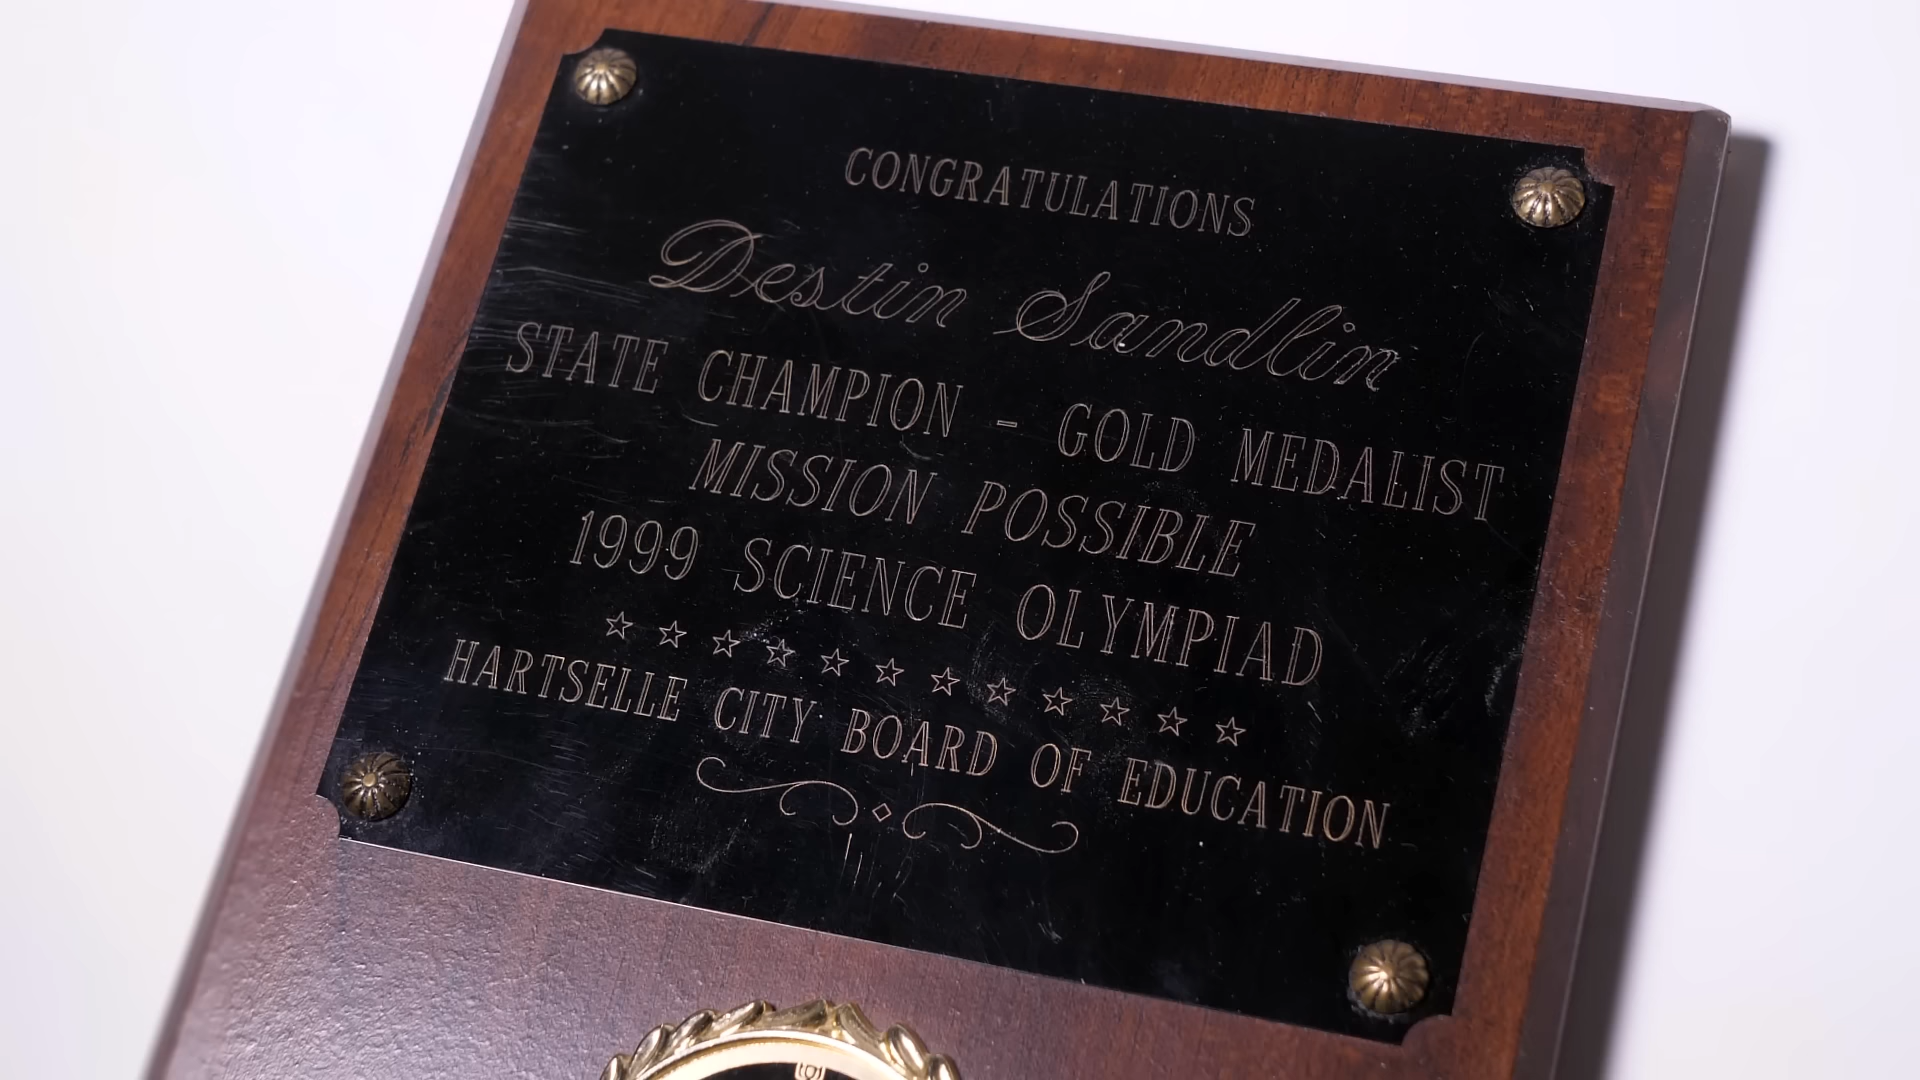 CONGRATULATIONS
Destin Sandlin
STATE CHAMPION - GOLD MEDALIST
MISSION POSSIBLE
1999 SCIENCE OLYMPIAD
☆ ☆ ☆ ☆ ☆ ☆ ☆ ☆ ☆ ☆ ☆ ☆
HARTSELLE CITY BOARD OF EDUCATION